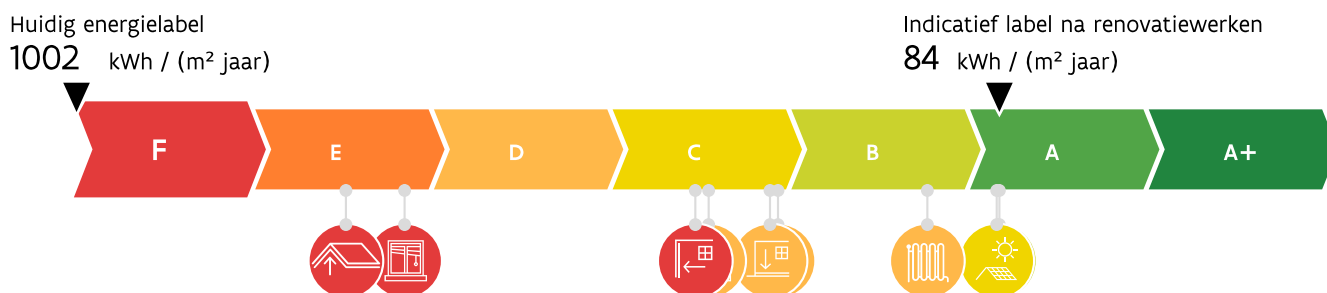 Huidig energielabel
1002 kWh / (m² jaar)
Indicatief label na renovatiewerken
84 kWh / (m² jaar)
F E D C B A A+